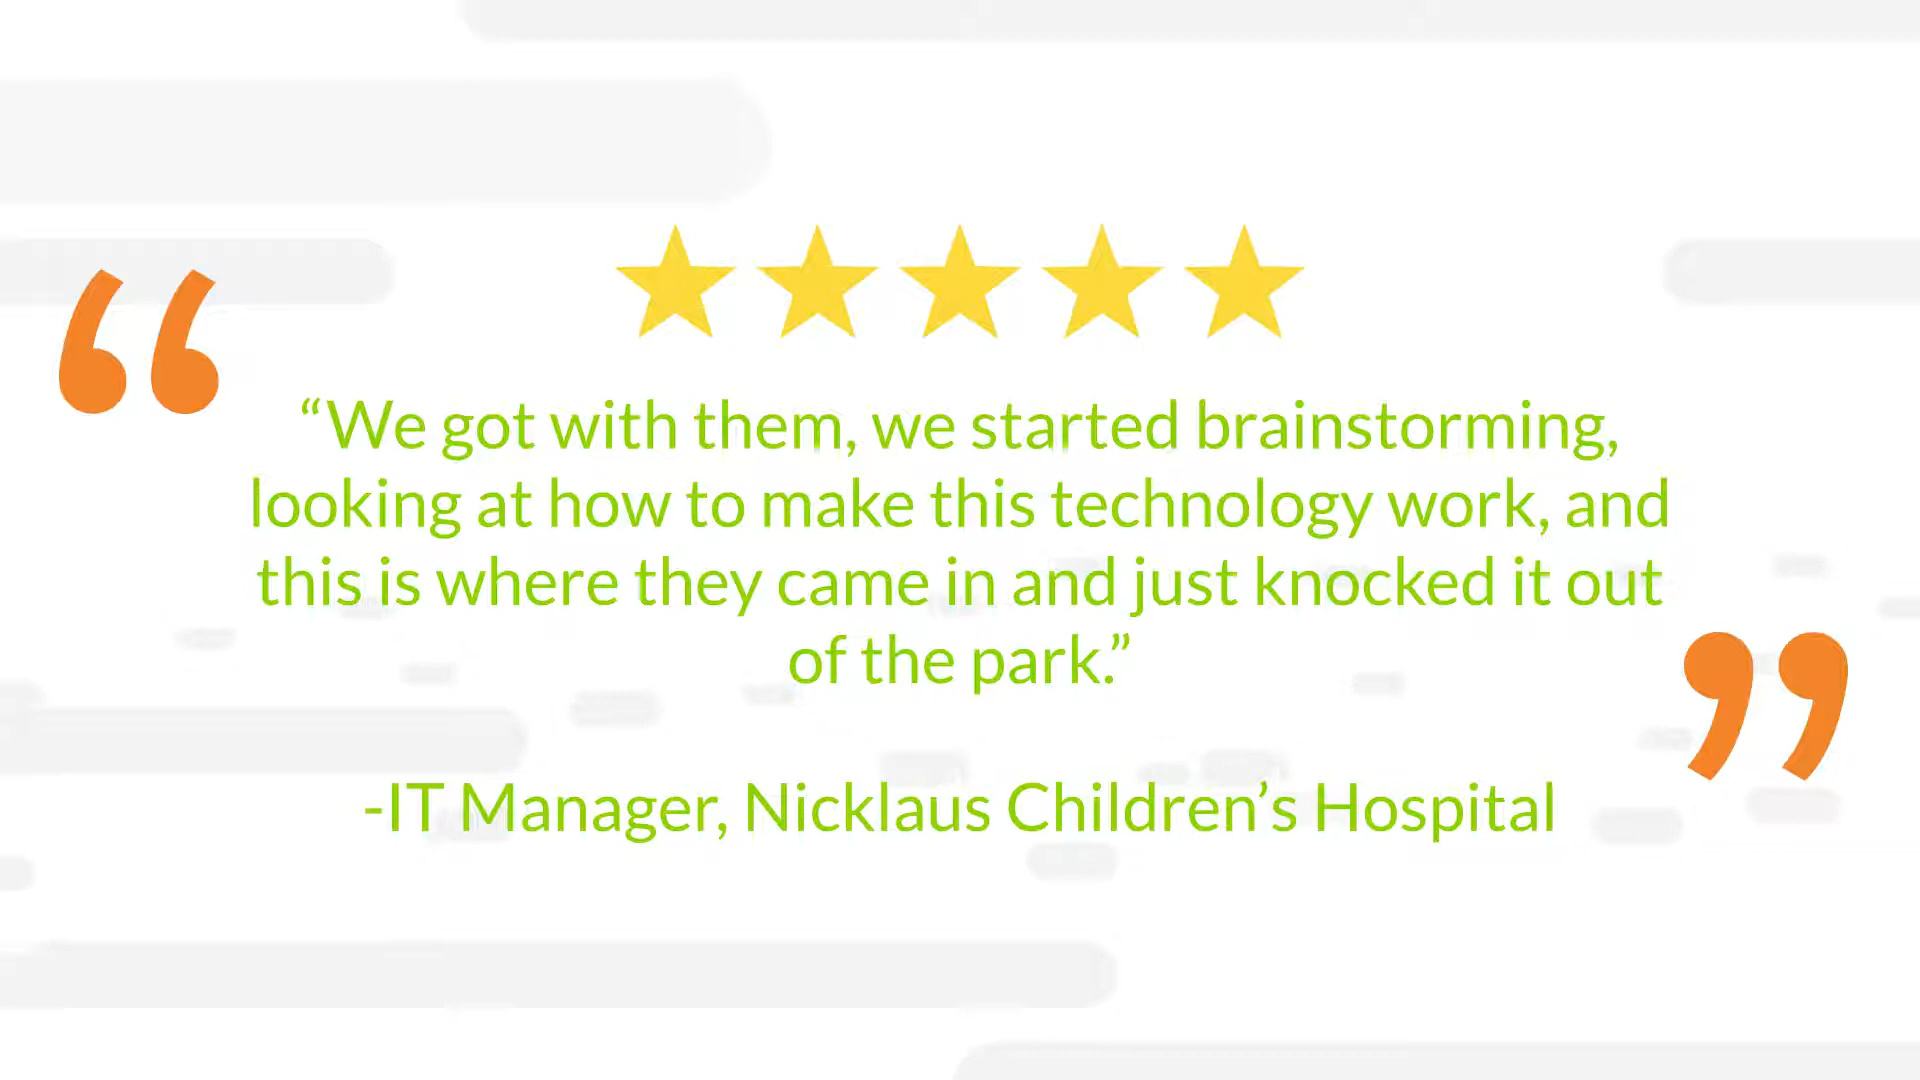 “We got with them, we started brainstorming,
looking at how to make this technology work, and
this is where they came in and just knocked it out
of the park.”
-IT Manager, Nicklaus Children’s Hospital